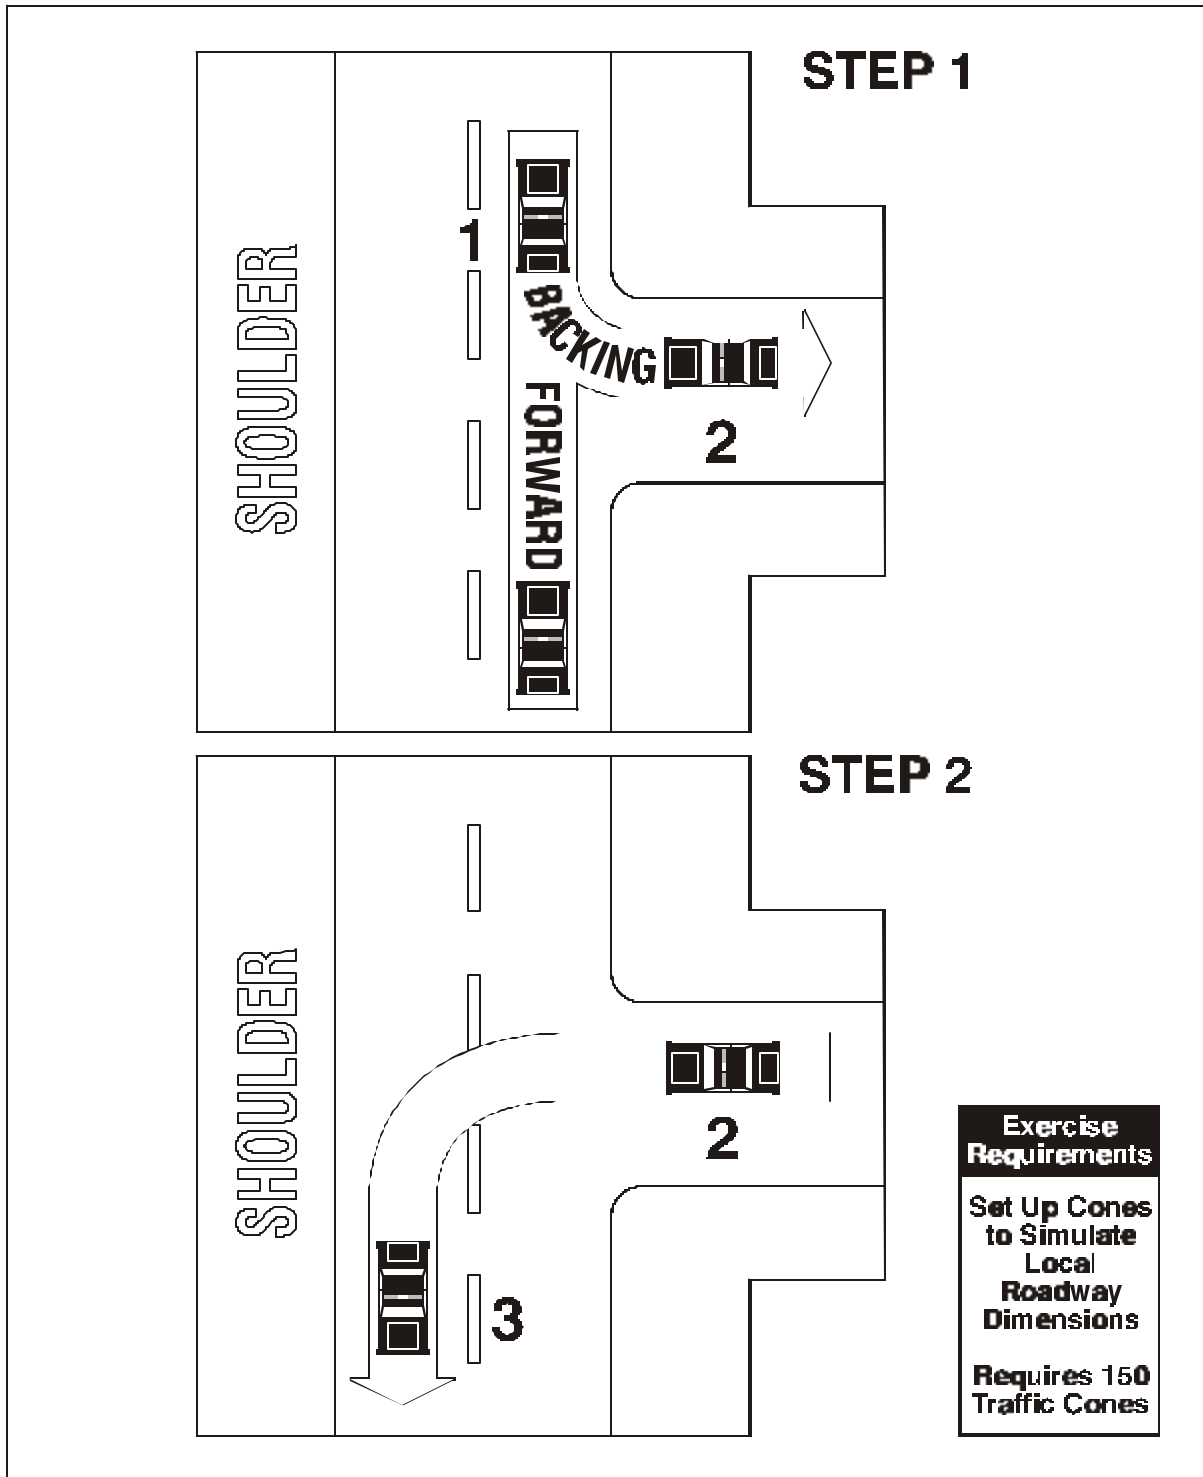 STEP 1
SHOULDER
1
BACKING
FORWARD
2
STEP 2
SHOULDER
2
3
Exercise
Requirements
Set Up Cones
to Simulate
Local
Roadway
Dimensions
Requires 150
Traffic Cones